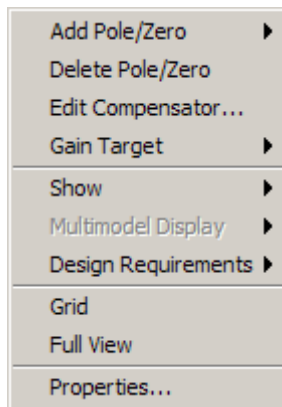 Add Pole/Zero
Delete Pole/Zero
Edit Compensator...
Gain Target
Show
Multimodel Display
Design Requirements
Grid
Full View
Properties...